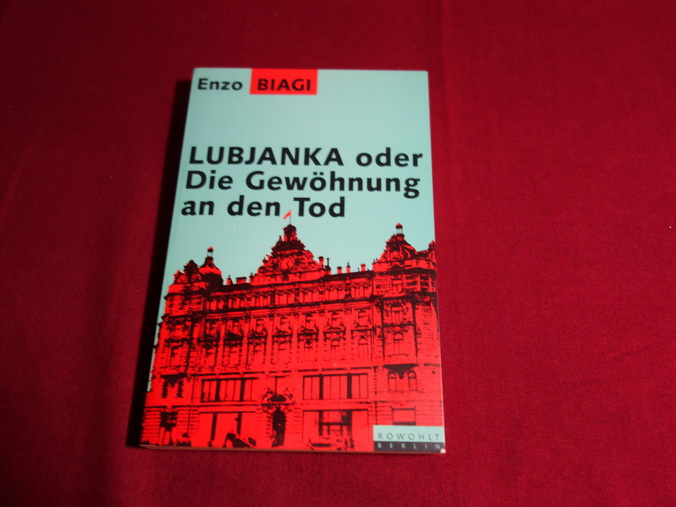 Enzo BIAGI
LUBJANKA oder
Die Gewöhnung
an den Tod
ROWOHLT
BERLIN